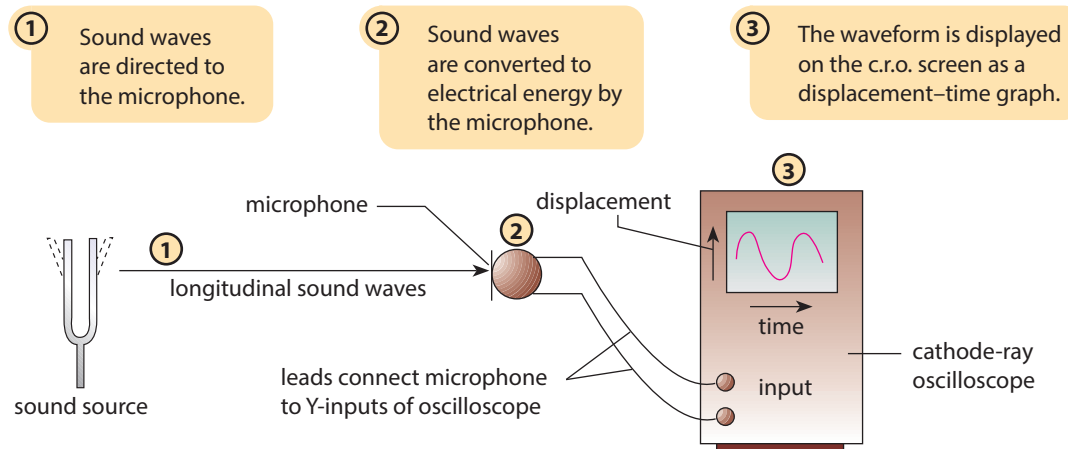 1
Sound waves
are directed to
the microphone.
2
Sound waves
are converted to
electrical energy by
the microphone.
3
The waveform is displayed
on the c.r.o. screen as a
displacement–time graph.
3
microphone
displacement
2
1
longitudinal sound waves
time
cathode-ray
oscilloscope
leads connect microphone
to Y-inputs of oscilloscope
input
sound source